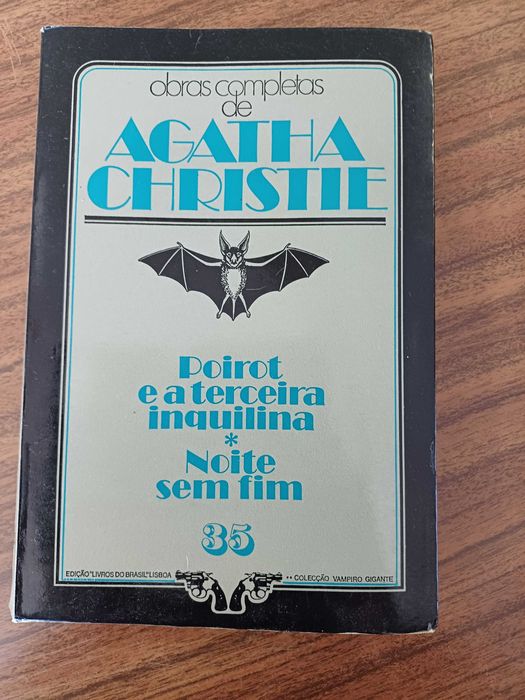 obras completas
de
AGATHA
CHRISTIE
Poirot
e a terceira
inquilina
*
Noite
sem fim
35
EDIÇÃO "LIVROS DO BRASIL" LISBOA
•• COLECÇÃO VAMPIRO GIGANTE